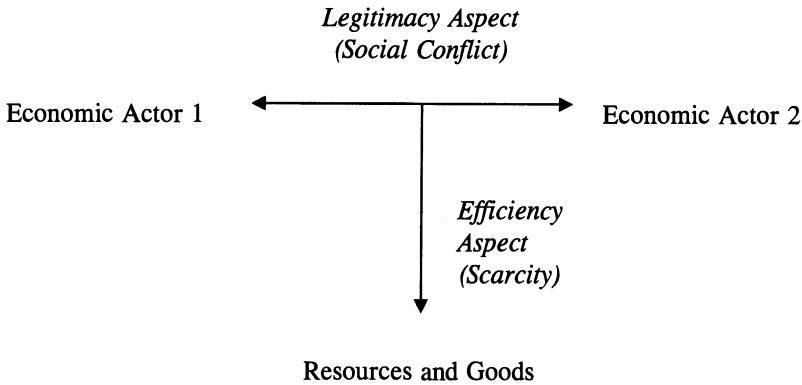 Legitimacy Aspect
(Social Conflict)
Economic Actor 1
Economic Actor 2
Efficiency
Aspect
(Scarcity)
Resources and Goods